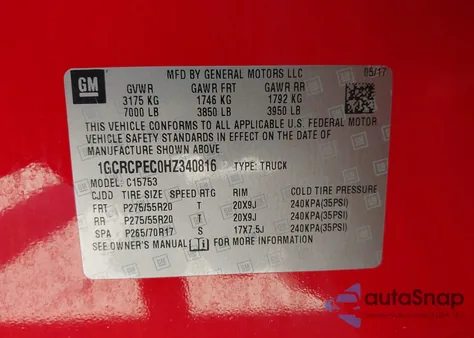 GM
MFD BY GENERAL MOTORS LLC 05/17
GVWR GAWR FRT GAWR RR
3175 KG 1746 KG 1792 KG
7000 LB 3850 LB 3950 LB
THIS VEHICLE CONFORMS TO ALL APPLICABLE U.S. FEDERAL MOTOR
VEHICLE SAFETY STANDARDS IN EFFECT ON THE DATE OF
MANUFACTURE SHOWN ABOVE.
1GCRCPEC0HZ340816 TYPE: TRUCK
MODEL: C15753
CJDD TIRE SIZE SPEED RTG RIM COLD TIRE PRESSURE
FRT P275/55R20 T 20X9J 240KPA(35PSI)
RR P275/55R20 T 20X9J 240KPA(35PSI)
SPA P265/70R17 S 17X7.5J 240KPA(35PSI)
SEE OWNER'S MANUAL FOR MORE INFORMATION
autoSnap